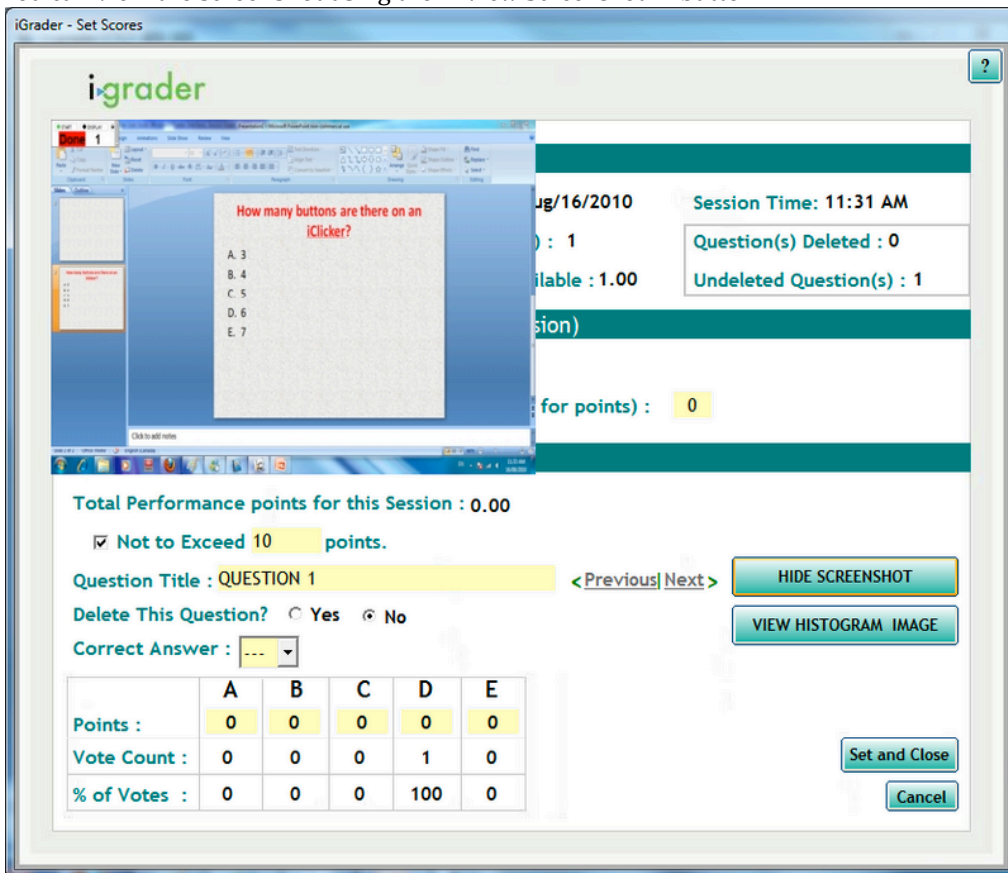 iGrader - Set Scores
?
i>grader
Done 1
How many buttons are there on an
iClicker?
A. 3
B. 4
C. 5
D. 6
E. 7
Click to add notes
ug/16/2010 Session Time: 11:31 AM
) : 1 Question(s) Deleted : 0
ilable : 1.00 Undeleted Question(s) : 1
sion)
for points) : 0
Total Performance points for this Session : 0.00
Not to Exceed 10 points.
Question Title : QUESTION 1 < Previous| Next > HIDE SCREENSHOT
Delete This Question? Yes No VIEW HISTOGRAM IMAGE
Correct Answer : ---
A B C D E
Points : 0 0 0 0 0
Vote Count : 0 0 0 1 0 Set and Close
% of Votes : 0 0 0 100 0 Cancel